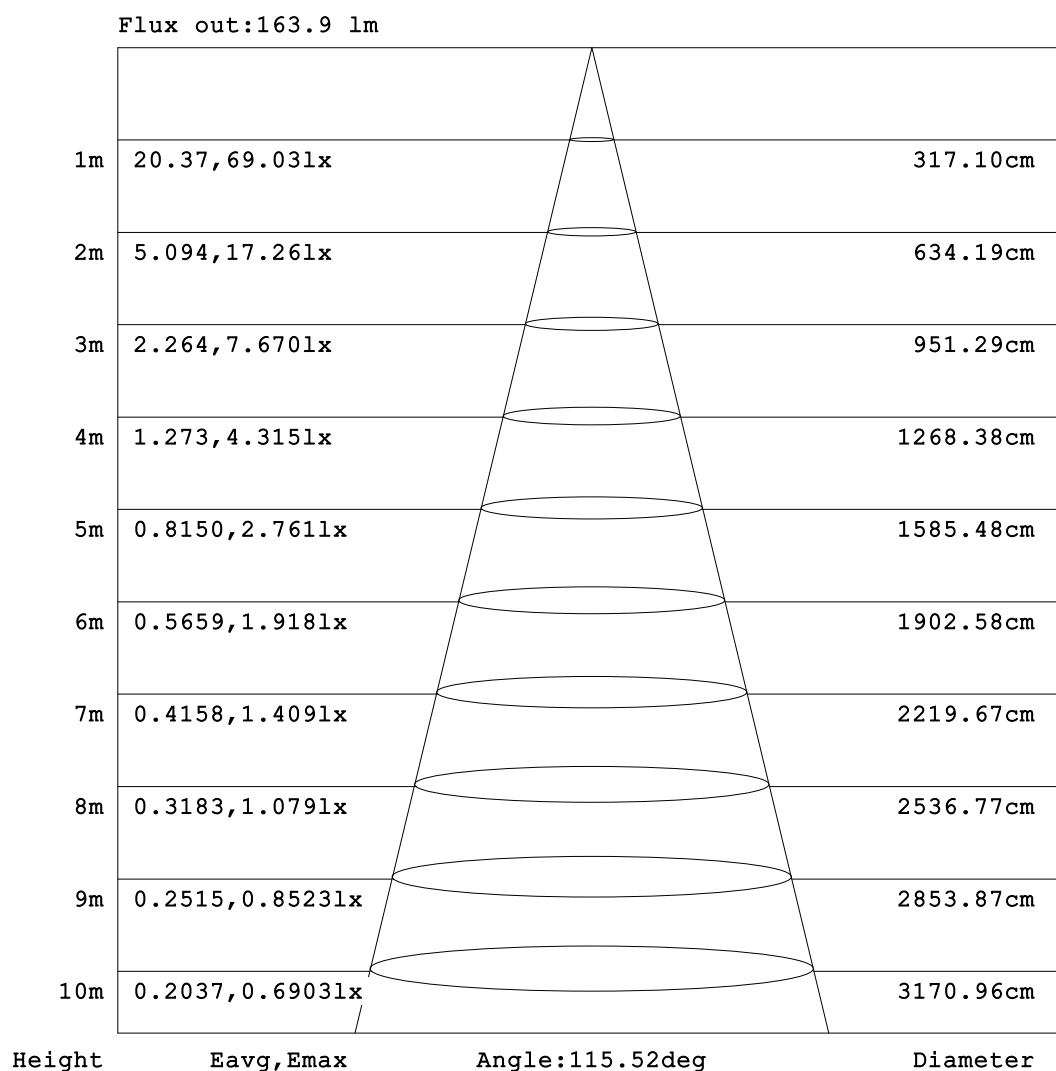 Flux out:163.9 lm
1m 20.37,69.03lx 317.10cm
2m 5.094,17.26lx 634.19cm
3m 2.264,7.670lx 951.29cm
4m 1.273,4.315lx 1268.38cm
5m 0.8150,2.761lx 1585.48cm
6m 0.5659,1.918lx 1902.58cm
7m 0.4158,1.409lx 2219.67cm
8m 0.3183,1.079lx 2536.77cm
9m 0.2515,0.8523lx 2853.87cm
10m 0.2037,0.6903lx 3170.96cm
Height Eavg,Emax Angle:115.52deg Diameter